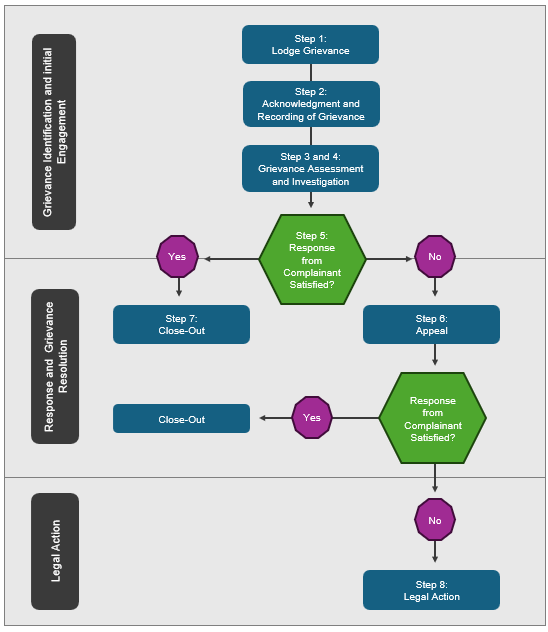 Grievance Identification and initial
Engagement
Step 1:
Lodge Grievance
Step 2:
Acknowledgment and
Recording of Grievance
Step 3 and 4:
Grievance Assessment
and Investigation
Step 5:
Response
from
Complainant
Satisfied?
Yes
No
Response and Grievance
Resolution
Step 7:
Close-Out
Step 6:
Appeal
Response
from
Complainant
Satisfied?
Yes
Close-Out
Legal Action
No
Step 8:
Legal Action